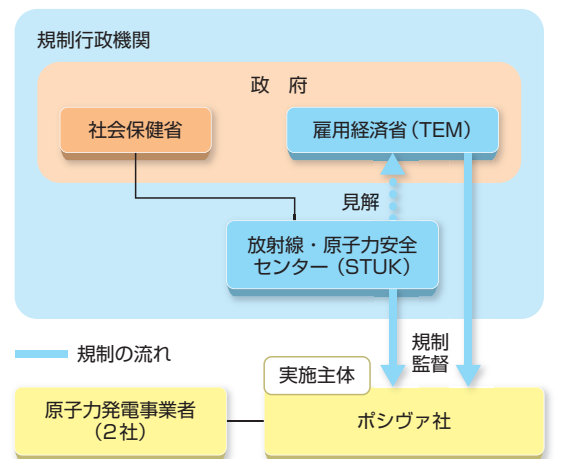 規制行政機関
政 府
社会保健省
雇用経済省(TEM)
見解
放射線・原子力安全
センター(STUK)
規制の流れ
規制
監督
実施主体
原子力発電事業者
(2社)
ポシヴァ社